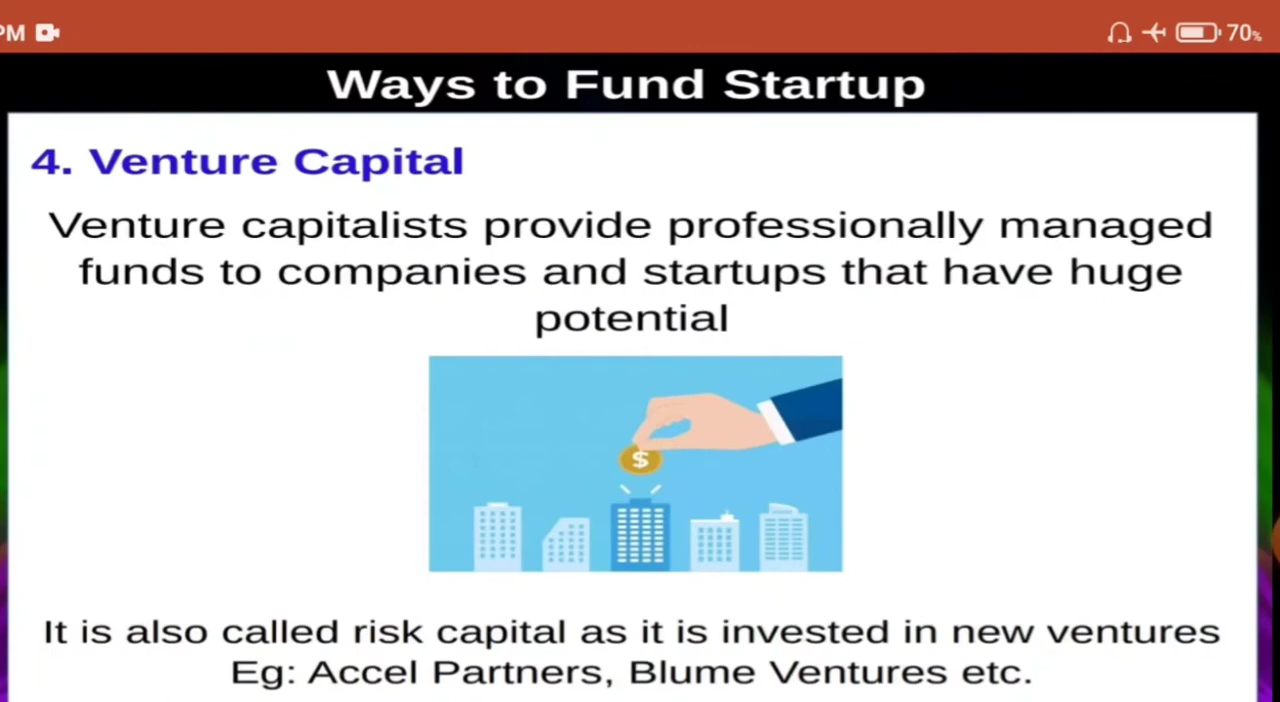 PM 70%
Ways to Fund Startup
4. Venture Capital
Venture capitalists provide professionally managed
funds to companies and startups that have huge
potential
$
It is also called risk capital as it is invested in new ventures
Eg: Accel Partners, Blume Ventures etc.